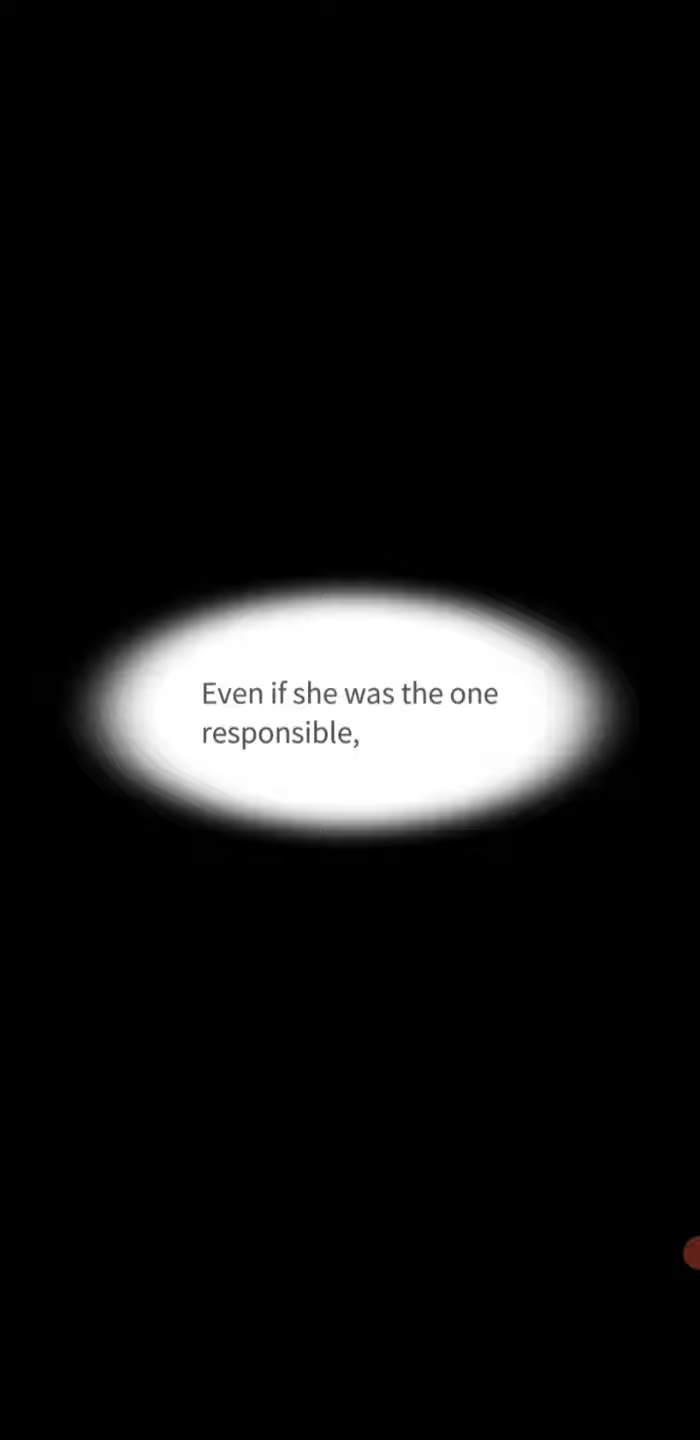 Even if she was the one
responsible,